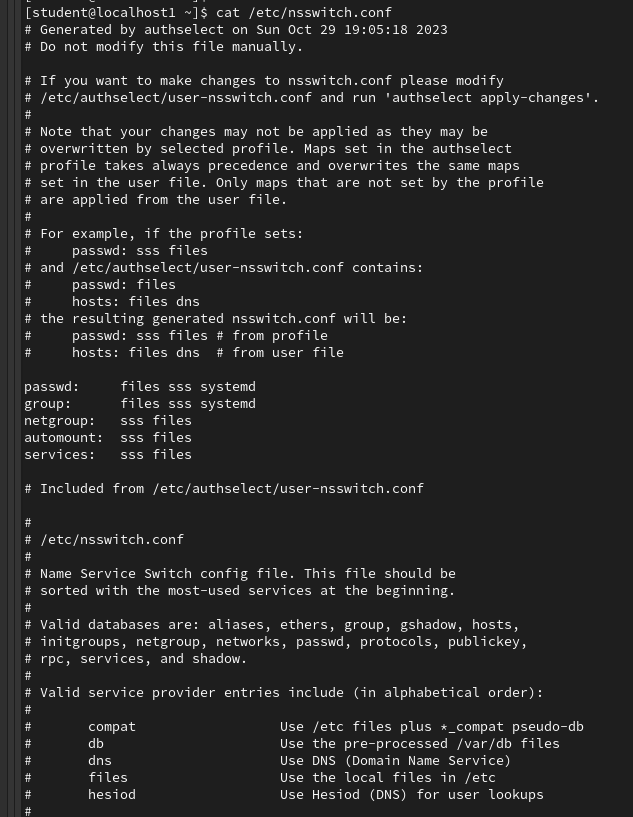 [student@localhost1 ~]$ cat /etc/nsswitch.conf
# Generated by authselect on Sun Oct 29 19:05:18 2023
# Do not modify this file manually.

# If you want to make changes to nsswitch.conf please modify
# /etc/authselect/user-nsswitch.conf and run 'authselect apply-changes'.
#
# Note that your changes may not be applied as they may be
# overwritten by selected profile. Maps set in the authselect
# profile takes always precedence and overwrites the same maps
# set in the user file. Only maps that are not set by the profile
# are applied from the user file.
#
# For example, if the profile sets:
#     passwd: sss files
# and /etc/authselect/user-nsswitch.conf contains:
#     passwd: files
#     hosts: files dns
# the resulting generated nsswitch.conf will be:
#     passwd: sss files # from profile
#     hosts: files dns  # from user file

passwd:     files sss systemd
group:      files sss systemd
netgroup:   sss files
automount:  sss files
services:   sss files

# Included from /etc/authselect/user-nsswitch.conf

#
# /etc/nsswitch.conf
#
# Name Service Switch config file. This file should be
# sorted with the most-used services at the beginning.
#
# Valid databases are: aliases, ethers, group, gshadow, hosts,
# initgroups, netgroup, networks, passwd, protocols, publickey,
# rpc, services, and shadow.
#
# Valid service provider entries include (in alphabetical order):
#
#       compat                  Use /etc files plus *_compat pseudo-db
#       db                      Use the pre-processed /var/db files
#       dns                     Use DNS (Domain Name Service)
#       files                   Use the local files in /etc
#       hesiod                  Use Hesiod (DNS) for user lookups
#